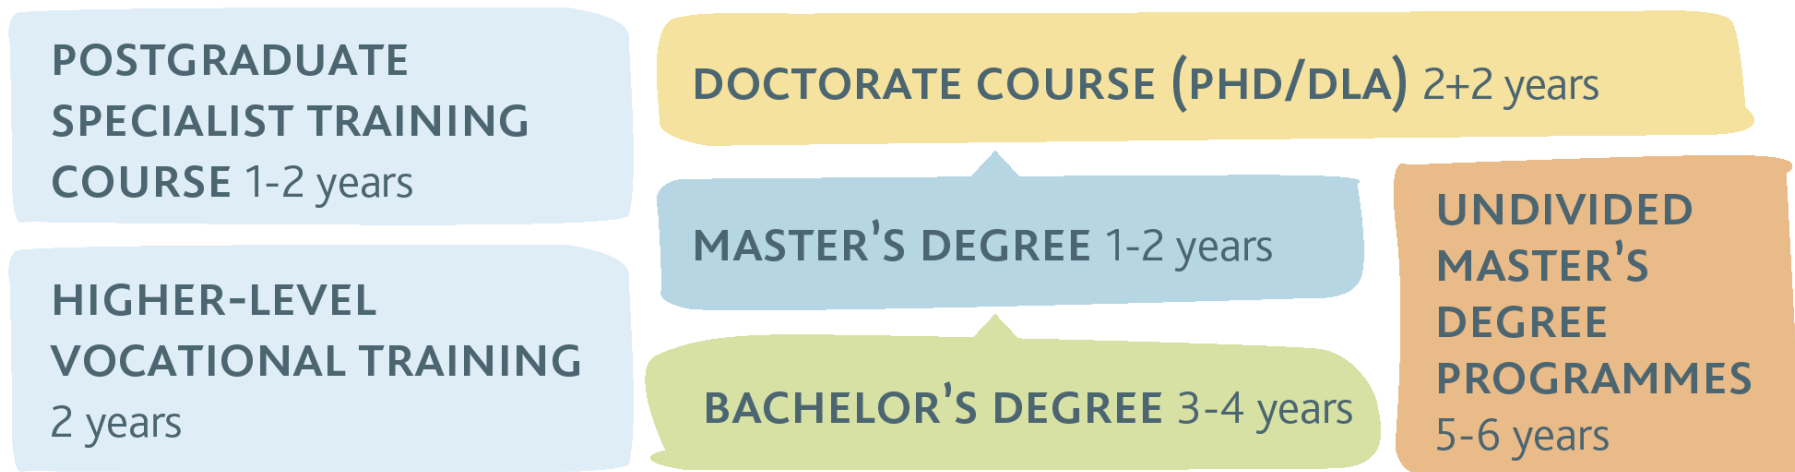 POSTGRADUATE
SPECIALIST TRAINING
COURSE 1-2 years
HIGHER-LEVEL
VOCATIONAL TRAINING
2 years
DOCTORATE COURSE (PHD/DLA) 2+2 years
MASTER'S DEGREE 1-2 years
BACHELOR'S DEGREE 3-4 years
UNDIVIDED
MASTER'S
DEGREE
PROGRAMMES
5-6 years